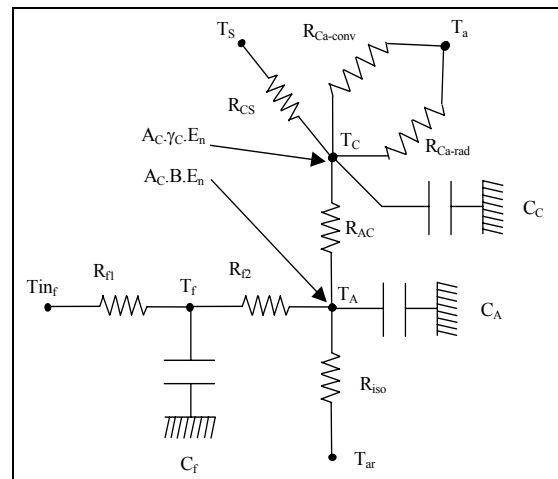 T_S
R_Ca-conv
T_a
R_CS
A_C.γ_C.E_n
T_C
R_Ca-rad
A_C.B.E_n
C_C
R_AC
R_f1
T_f
R_f2
Tin_f
T_A
C_A
R_iso
C_f
T_ar